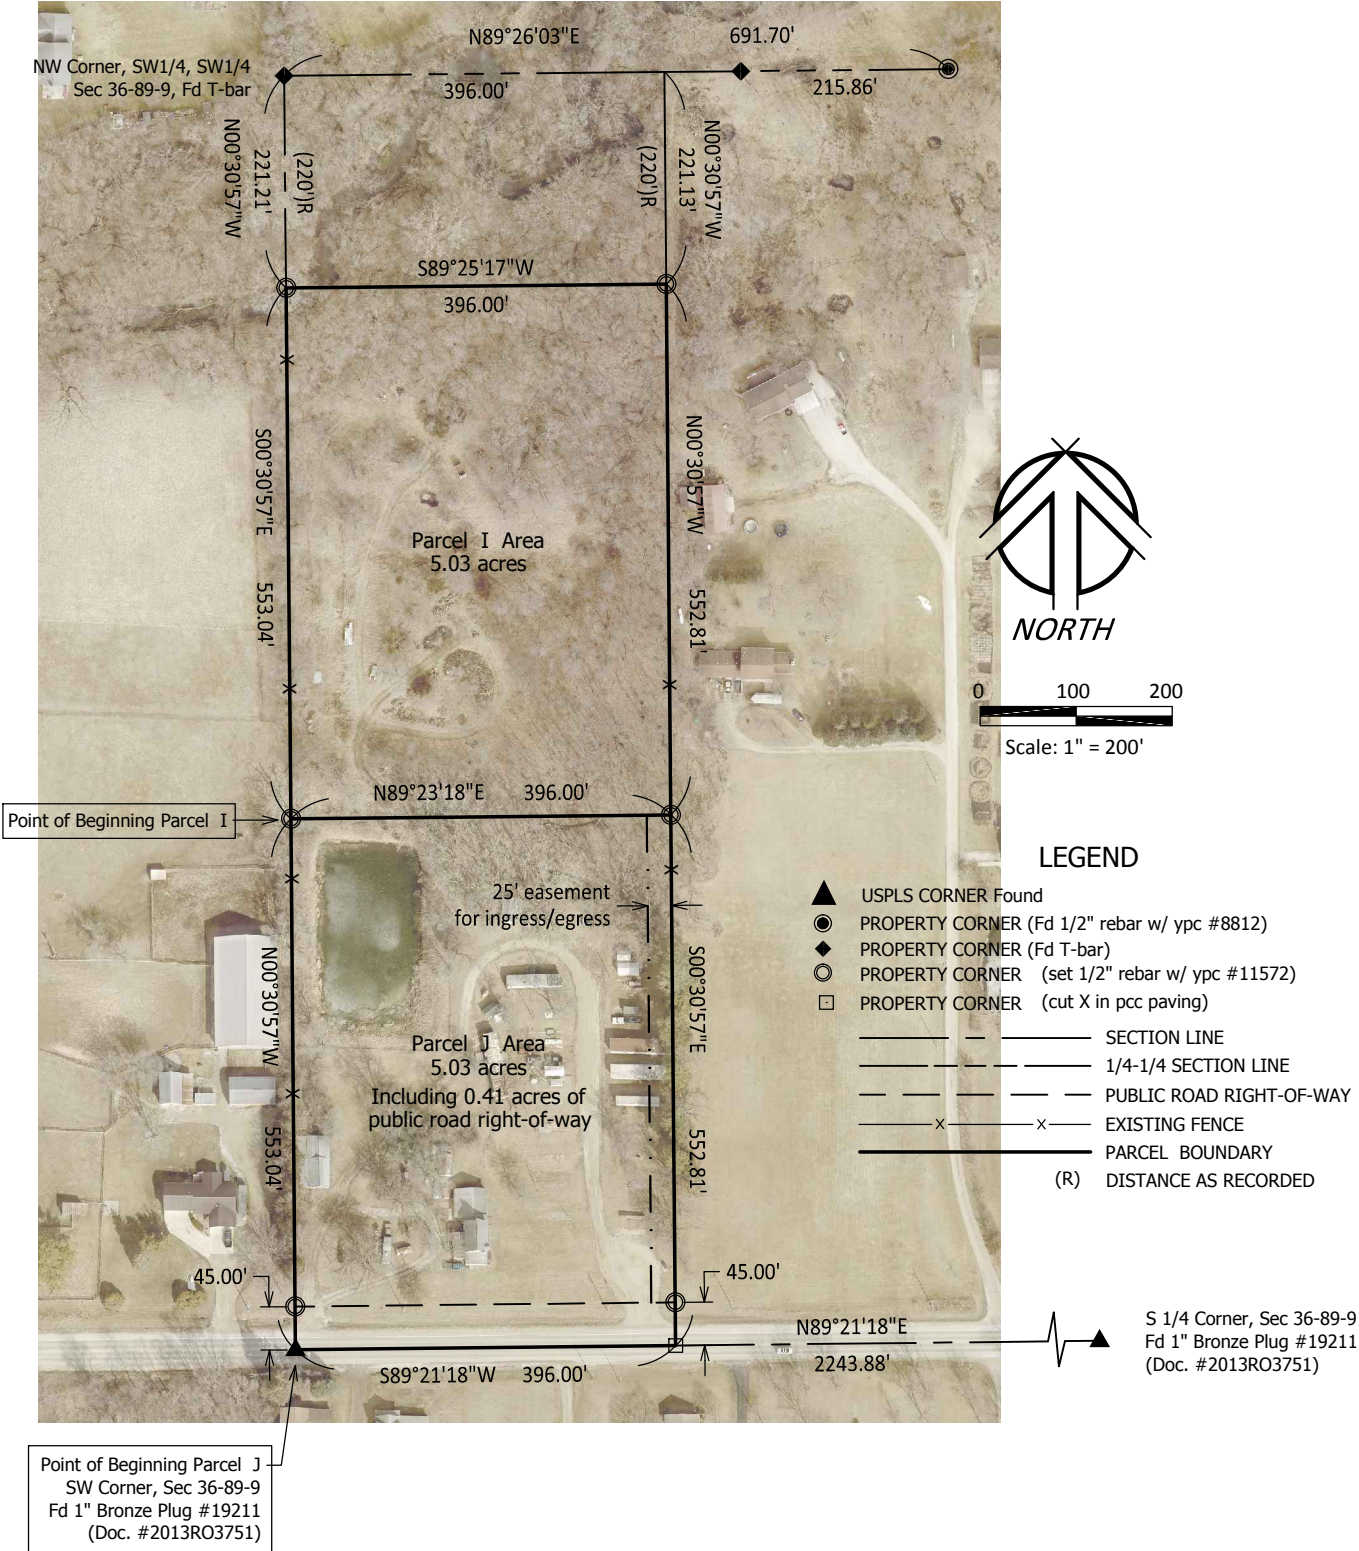 N89°26'03"E
691.70'
NW Corner, SW1/4, SW1/4
Sec 36-89-9, Fd T-bar
396.00'
215.86'
N00°30'57"W
221.21'
(220')R
(220')R
221.13'
N00°30'57"W
S89°25'17"W
396.00'
S00°30'57"E
553.04'
N00°30'57"W
552.81'
Parcel I Area
5.03 acres
NORTH
0 100 200
Scale: 1" = 200'
N89°23'18"E 396.00'
Point of Beginning Parcel I
25' easement
for ingress/egress
N00°30'57"W
553.04'
S00°30'57"E
552.81'
Parcel J Area
5.03 acres
Including 0.41 acres of
public road right-of-way
LEGEND
USPLS CORNER Found
PROPERTY CORNER (Fd 1/2" rebar w/ ypc #8812)
PROPERTY CORNER (Fd T-bar)
PROPERTY CORNER (set 1/2" rebar w/ ypc #11572)
PROPERTY CORNER (cut X in pcc paving)
SECTION LINE
1/4-1/4 SECTION LINE
PUBLIC ROAD RIGHT-OF-WAY
x x EXISTING FENCE
PARCEL BOUNDARY
(R) DISTANCE AS RECORDED
45.00'
45.00'
N89°21'18"E
2243.88'
S89°21'18"W 396.00'
S 1/4 Corner, Sec 36-89-9
Fd 1" Bronze Plug #19211
(Doc. #2013RO3751)
Point of Beginning Parcel J
SW Corner, Sec 36-89-9
Fd 1" Bronze Plug #19211
(Doc. #2013RO3751)